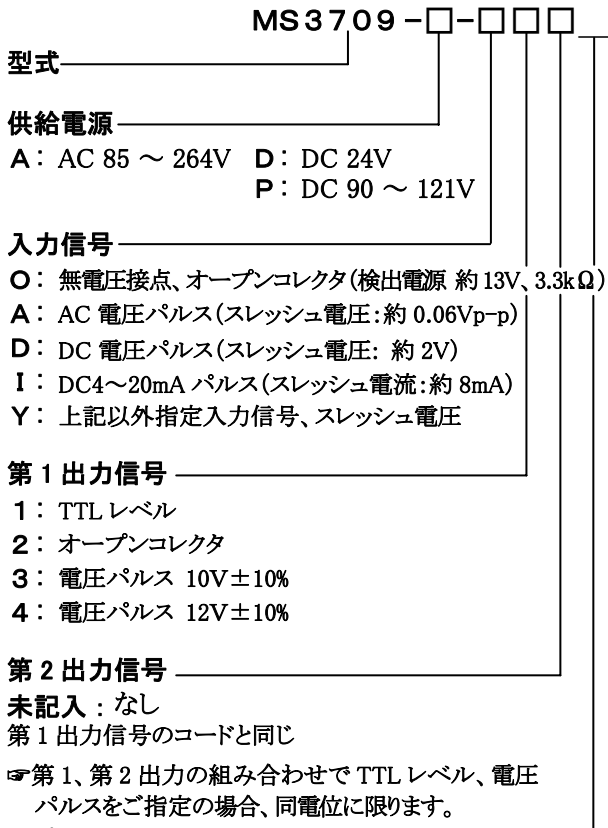 MS3709-□-□□□
型式
供給電源
A： AC 85 ～ 264V D： DC 24V
P： DC 90 ～ 121V
入力信号
O： 無電圧接点、オープンコレクタ（検出電源 約13V、3.3kΩ）
A： AC 電圧パルス（スレッシュ電圧：約 0.06Vp-p）
D： DC 電圧パルス（スレッシュ電圧: 約 2V）
I： DC4～20mA パルス（スレッシュ電流：約 8mA）
Y： 上記以外指定入力信号、スレッシュ電圧
第 1 出力信号
1： TTL レベル
2： オープンコレクタ
3： 電圧パルス 10V±10%
4： 電圧パルス 12V±10%
第 2 出力信号
未記入：なし
第 1 出力信号のコードと同じ
☞第 1、第 2 出力の組み合わせで TTL レベル、電圧
パルスをご指定の場合、同電位に限ります。